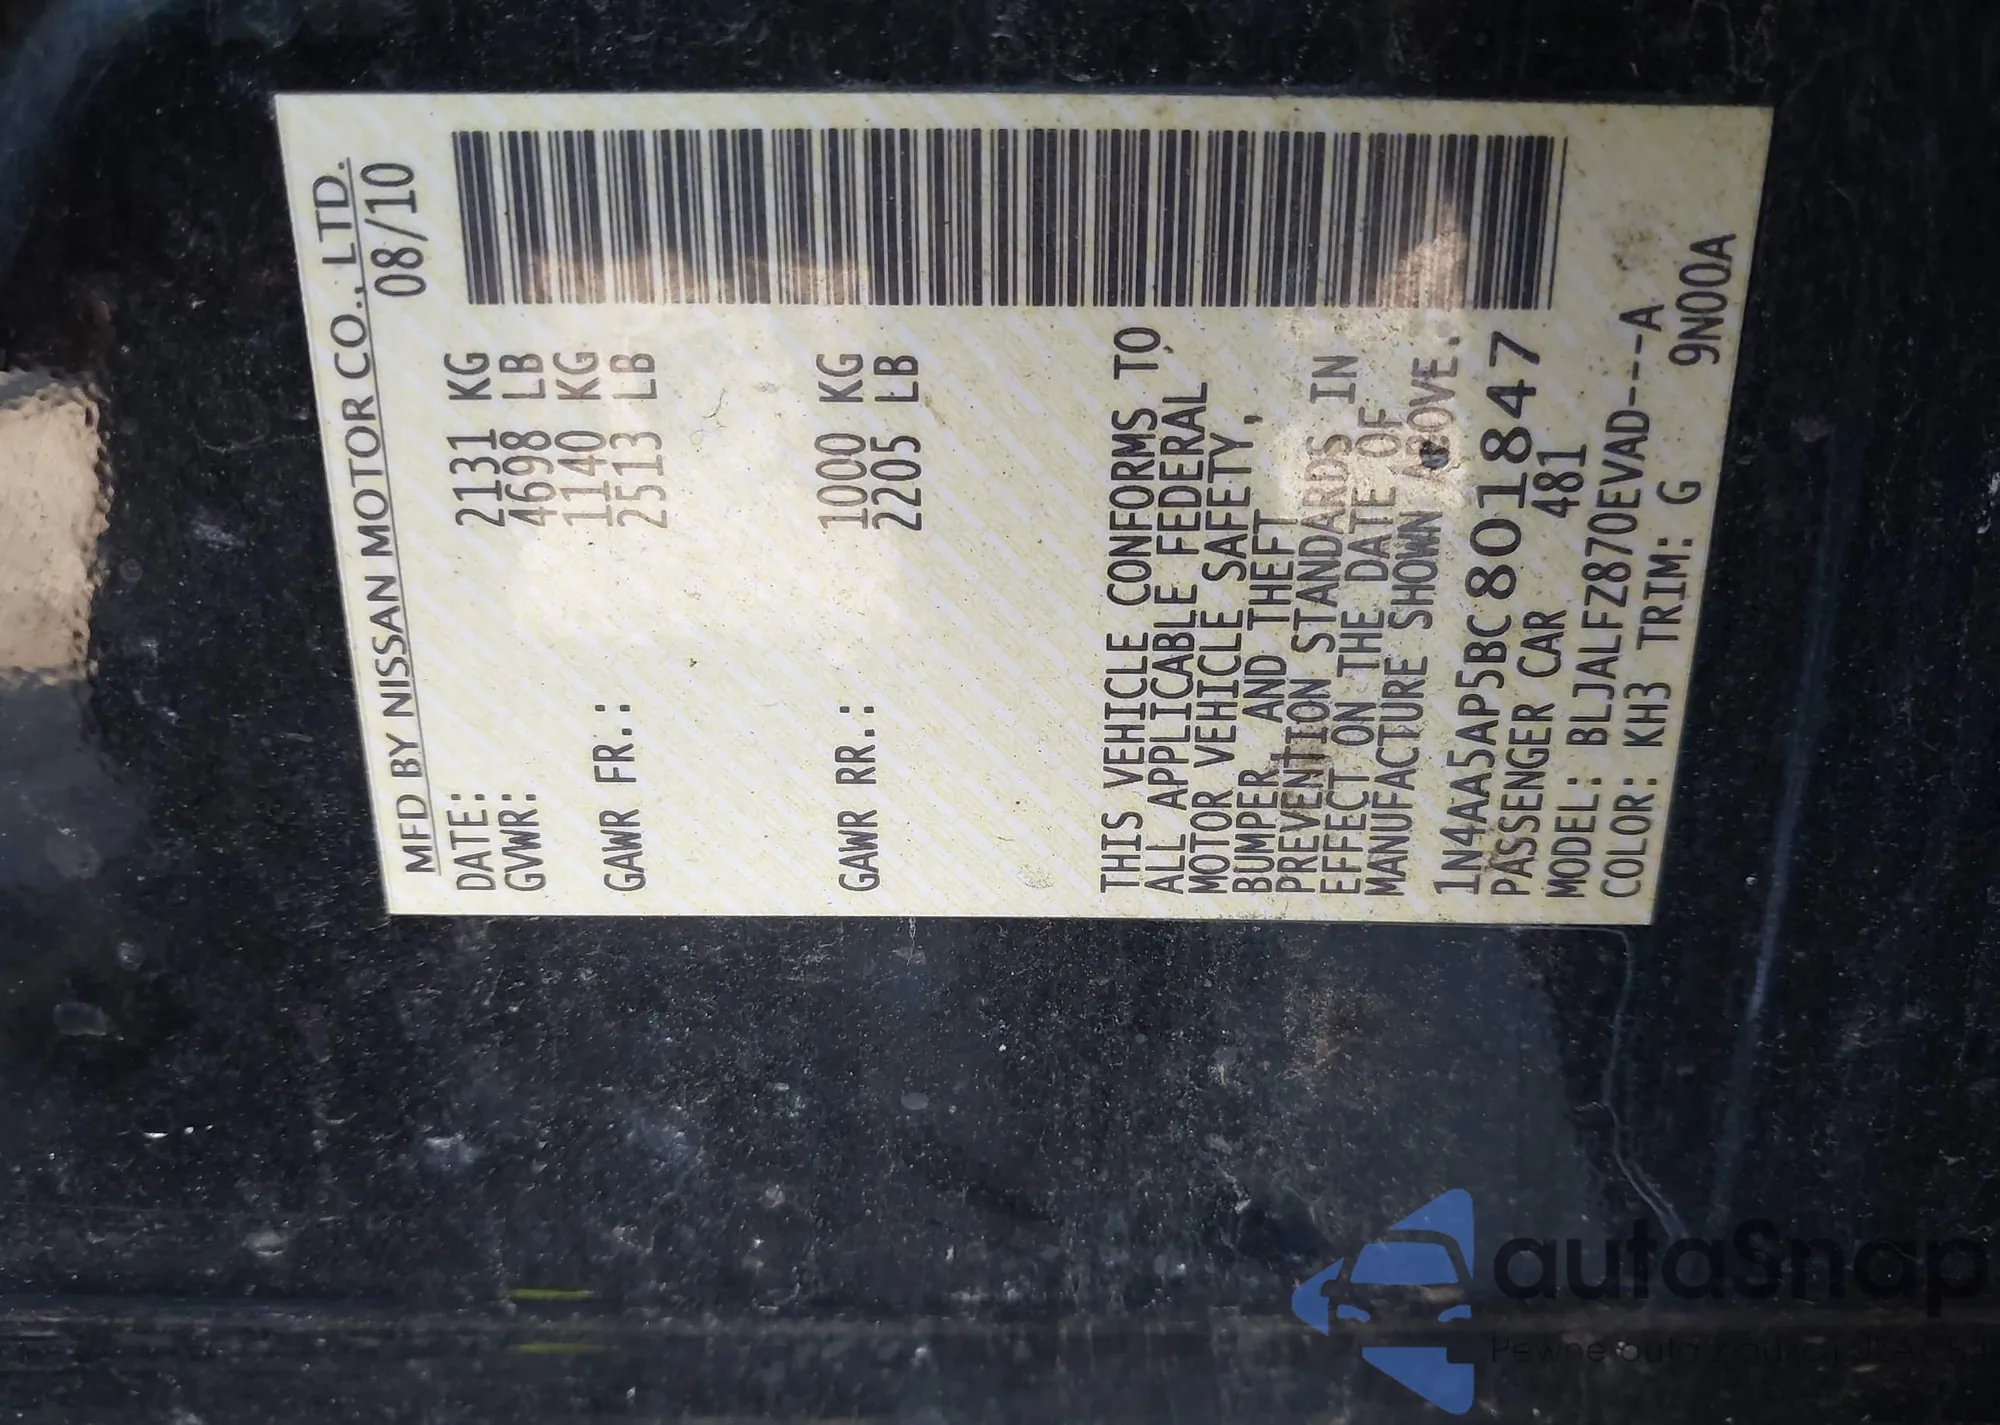 MFD BY NISSAN MOTOR CO., LTD.
DATE: 08/10
GVWR: 2131 KG
4698 LB
GAWR FR.: 1140 KG
2513 LB
GAWR RR.: 1000 KG
2205 LB
THIS VEHICLE CONFORMS TO
ALL APPLICABLE FEDERAL
MOTOR VEHICLE SAFETY,
BUMPER AND THEFT
PREVENTION STANDARDS IN
EFFECT ON THE DATE OF
MANUFACTURE SHOWN ABOVE.
1N4AA5AP5BC801847
PASSENGER CAR 481
MODEL: BLJALFZ870EVAD---A
COLOR: KH3 TRIM: G 9N00A
autaSnap
Pewne auta z